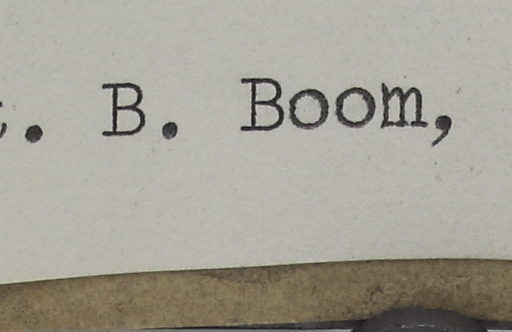 . B. Boom,